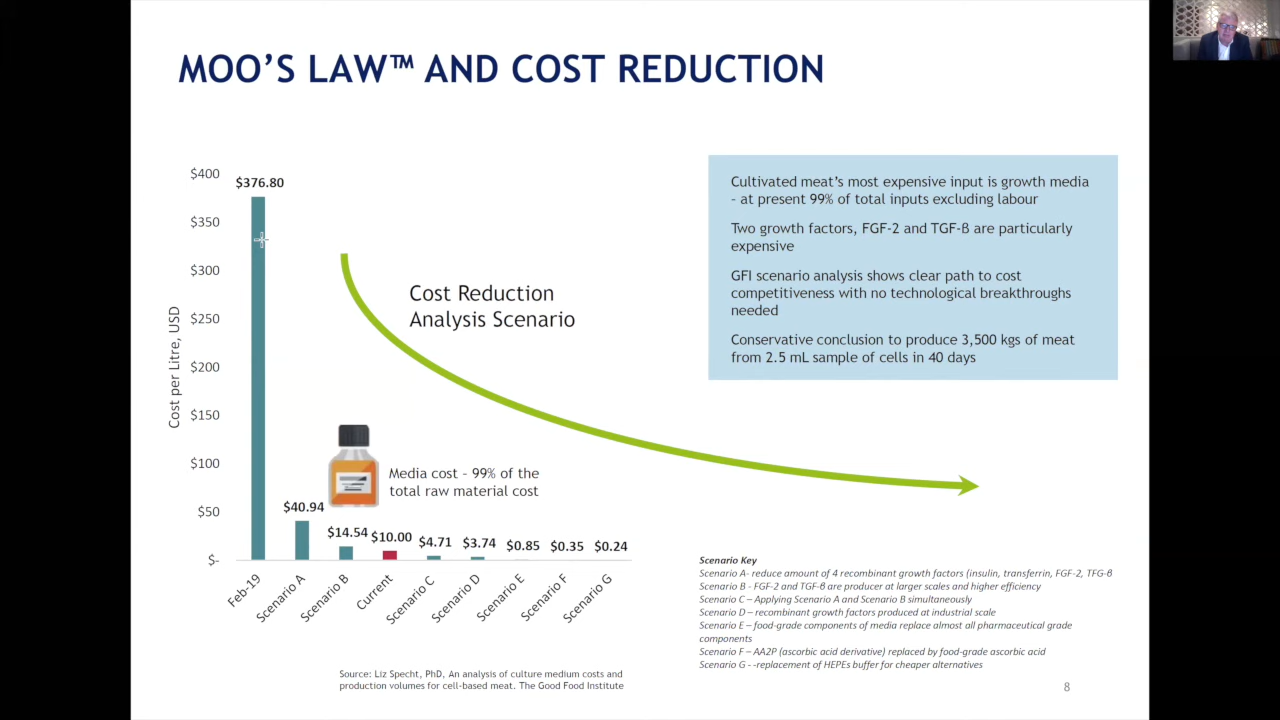 MOO'S LAW™ AND COST REDUCTION
$400
$350
$300
$250
$200
$150
$100
$50
$-
Cost per Litre, USD
$376.80
$40.94
$14.54
$10.00
$4.71
$3.74
$0.85
$0.35
$0.24
Feb-19
Scenario A
Scenario B
Current
Scenario C
Scenario D
Scenario E
Scenario F
Scenario G
Cost Reduction
Analysis Scenario
Media cost - 99% of the
total raw material cost
Cultivated meat's most expensive input is growth media
- at present 99% of total inputs excluding labour
Two growth factors, FGF-2 and TGF-ß are particularly
expensive
GFI scenario analysis shows clear path to cost
competitiveness with no technological breakthroughs
needed
Conservative conclusion to produce 3,500 kgs of meat
from 2.5 mL sample of cells in 40 days
Scenario Key
Scenario A- reduce amount of 4 recombinant growth factors (insulin, transferrin, FGF-2, TFG-ß
Scenario B - FGF-2 and TGF-ß are producer at larger scales and higher efficiency
Scenario C – Applying Scenario A and Scenario B simultaneously
Scenario D – recombinant growth factors produced at industrial scale
Scenario E – food-grade components of media replace almost all pharmaceutical grade
components
Scenario F – AA2P (ascorbic acid derivative) replaced by food-grade ascorbic acid
Scenario G - -replacement of HEPEs buffer for cheaper alternatives
Source: Liz Specht, PhD, An analysis of culture medium costs and
production volumes for cell-based meat. The Good Food Institute
8